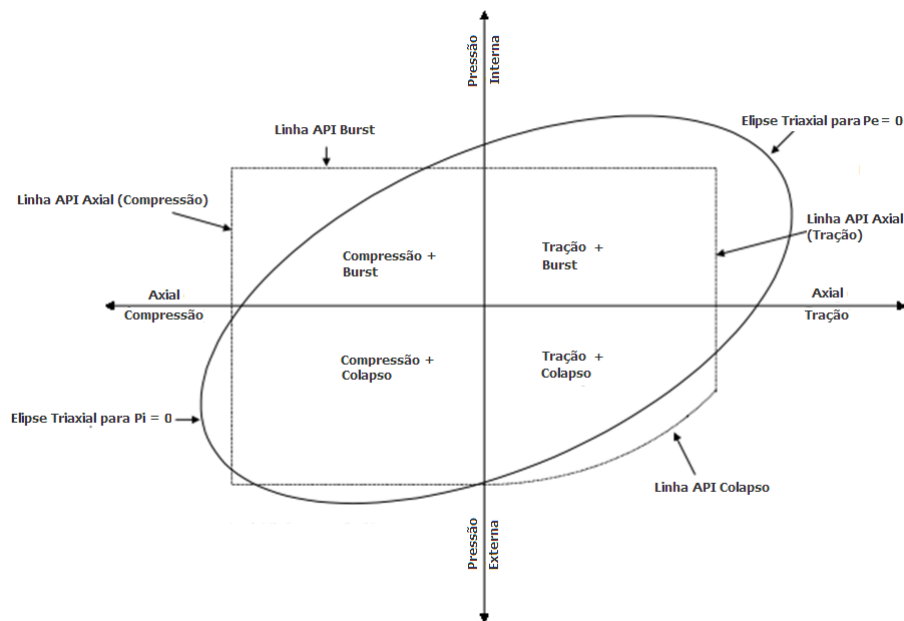 Pressão
Interna
Elipse Triaxial para Pe = 0
Linha API Burst
Linha API Axial (Compressão)
Linha API Axial
(Tração)
Compressão +
Burst
Tração +
Burst
Axial
Compressão
Axial
Tração
Compressão +
Colapso
Tração +
Colapso
Elipse Triaxial para Pi = 0
Linha API Colapso
Pressão
Externa